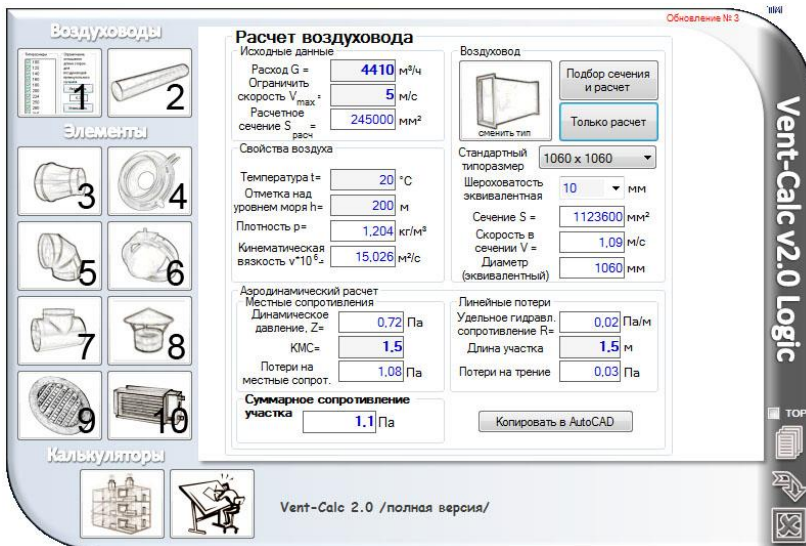 Обновление № 3
Воздуховоды
1
2
Элементы
3
4
5
6
7
8
9
10
Калькуляторы
Расчет воздуховода
Исходные данные
Расход G = 4410 м³/ч
Ограничить
скорость V max = 5 м/с
Расчетное
сечение S расч = 245000 мм²
Свойства воздуха
Температура t= 20 °C
Отметка над
уровнем моря h= 200 м
Плотность p= 1,204 кг/м³
Кинематическая
вязкость v*10⁶= 15,026 м²/с
Воздуховод
сменить тип
Подбор сечения
и расчет
Только расчет
Стандартный
типоразмер 1060 x 1060
Шероховатость
эквивалентная 10 мм
Сечение S = 1123600 мм²
Скорость в
сечении V = 1,09 м/с
Диаметр
(эквивалентный) 1060 мм
Аэродинамический расчет
Местные сопротивления
Динамическое
давление, Z= 0,72 Па
КМС= 1,5
Потери на
местные сопрот. 1,08 Па
Линейные потери
Удельное гидравл.
сопротивление R= 0,02 Па/м
Длина участка 1,5 м
Потери на трение 0,03 Па
Суммарное сопротивление
участка 1,1 Па
Копировать в AutoCAD
Vent-Calc 2.0 /полная версия/
Vent-Calc v2.0 Logic
TOP